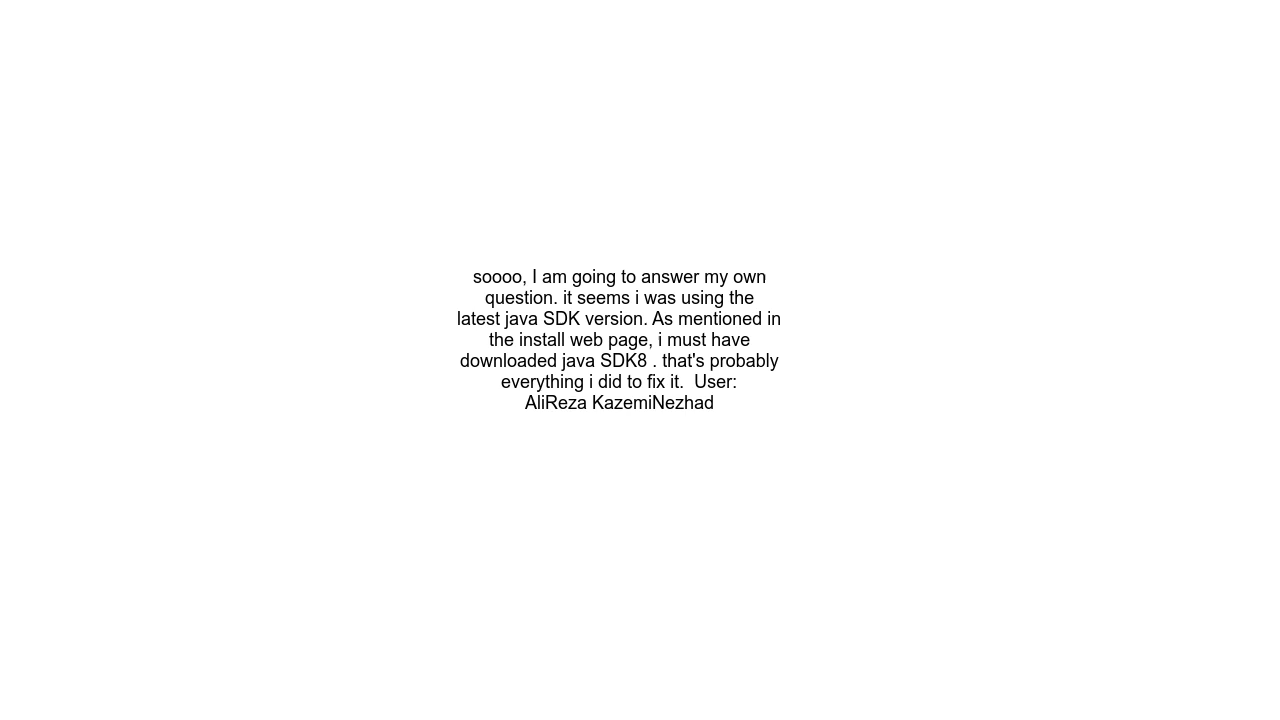 soooo, I am going to answer my own
question. it seems i was using the
latest java SDK version. As mentioned in
the install web page, i must have
downloaded java SDK8 . that's probably
everything i did to fix it.  User:
AliReza KazemiNezhad